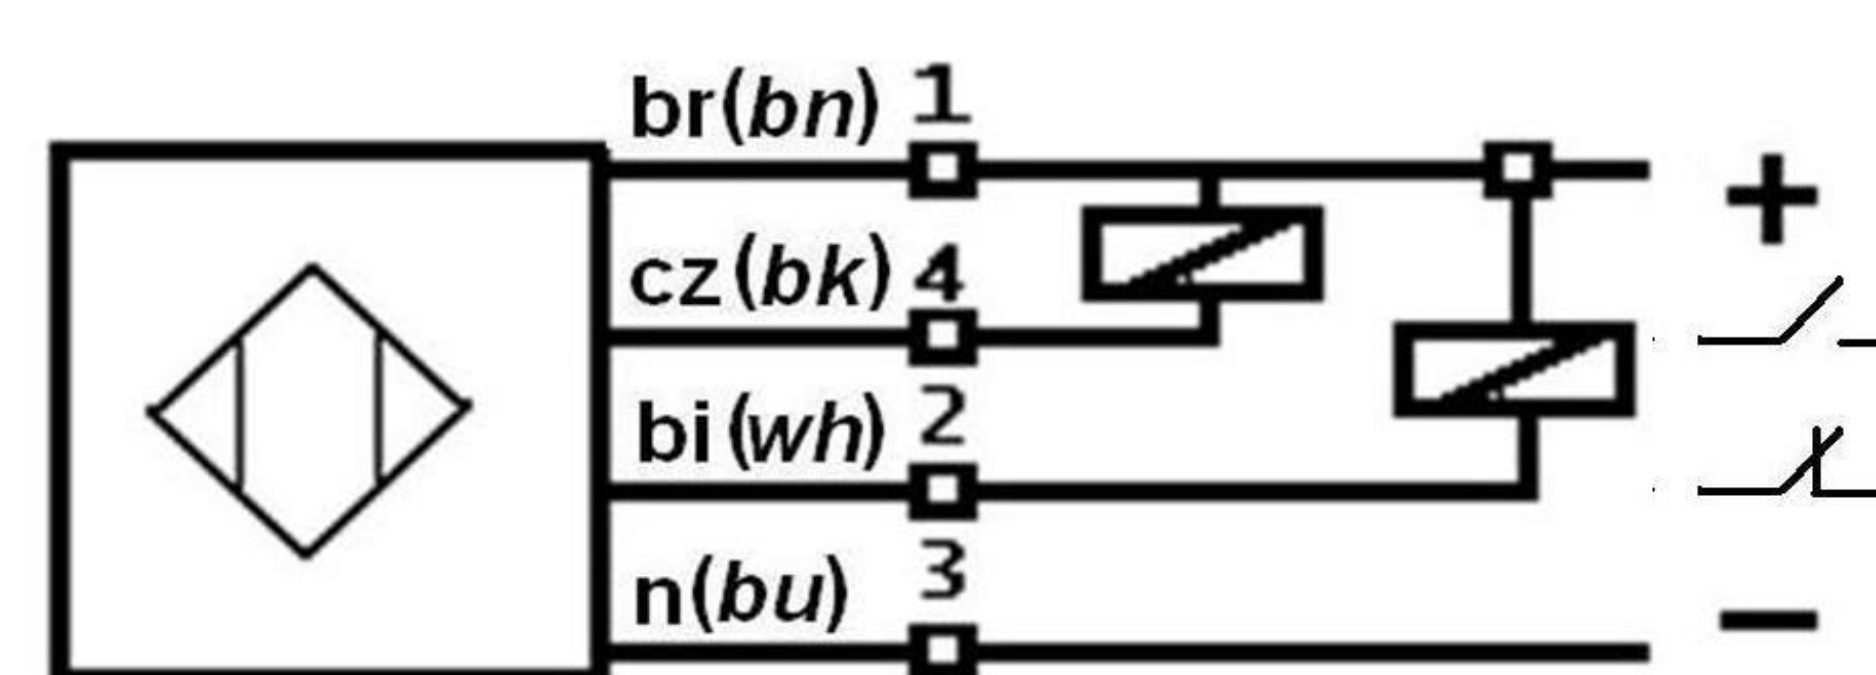 br(bn) 1
+
cz(bk) 4
bi(wh) 2
n(bu) 3
−